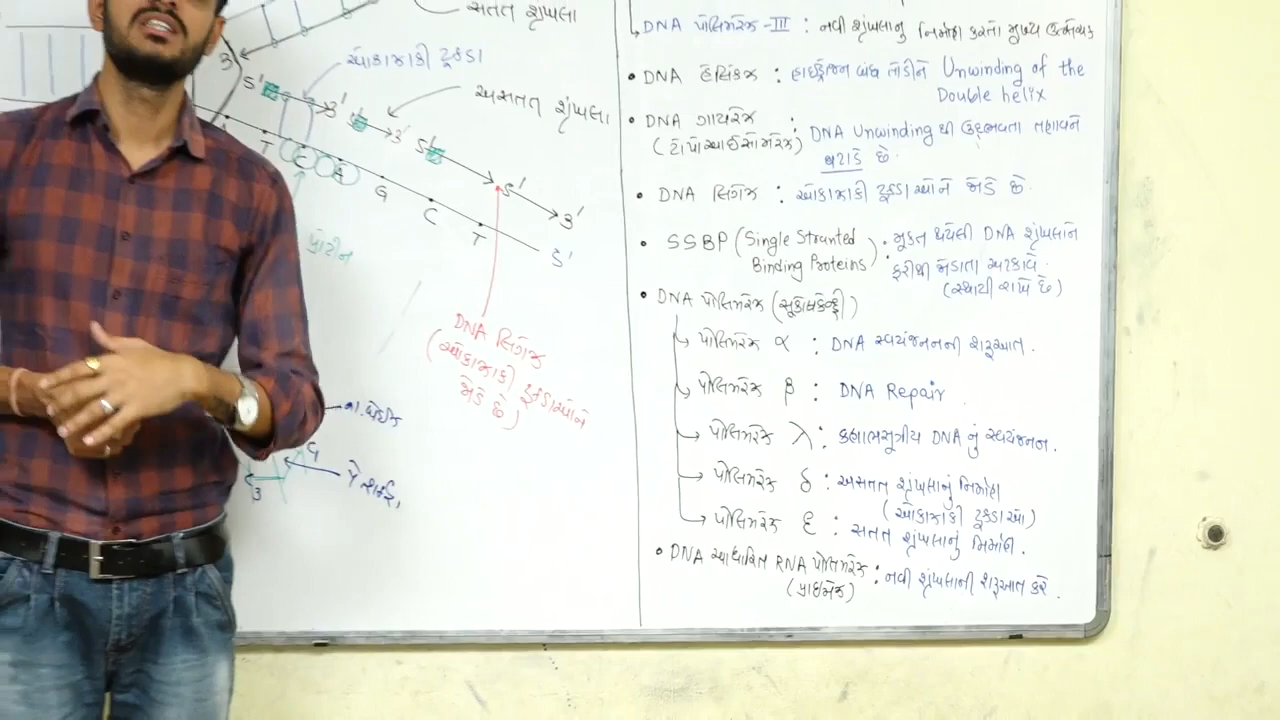 સતત શૃંખલા
ઓકાઝાકી ટૂકડા
અસતત શૃંખલા
3'
5'
3'
3'
5'
5'
3'
T
C
A
G
C
T
5'
પ્રોટીન
DNA લિગેઝ
(ઓકાઝાકી ટૂકડાઓને
જોડે છે)
DNA પોલિમરેઝ-III : નવી શૃંખલાનુ નિર્માણ કરતો મુખ્ય ઉત્સેચક
• DNA હેલિકેઝ : હાઈડ્રોજન બંધ તોડીને Unwinding of the
Double helix
• DNA ગાયરેઝ :
(ટોપોઆઈસોમરેઝ) DNA Unwinding થી ઉદ્ભવતા તણાવને
ઘટાડે છે.
• DNA લિગેઝ : ઓકાઝાકી ટૂકડાઓને જોડે છે
• SSBP (Single Stranted : મૂક્ત થયેલી DNA શૃંખલાને
Binding Proteins) ફરીથી જોડાતા અટકાવે.
(સ્થાયી રાખે છે)
• DNA પોલિમરેઝ (સૂકોષકેન્દ્રી)
પોલિમરેઝ α : DNA સ્વયંજનનની શરૂઆત.
પોલિમરેઝ β : DNA Repair.
પોલિમરેઝ λ : કણાભસૂત્રીય DNA નું સ્વયંજનન.
પોલિમરેઝ δ : અસતત શૃંખલાનું નિર્માણ
(ઓકાઝાકી ટૂકડાઓ)
પોલિમરેઝ ε : સતત શૃંખલાનું નિર્માણ.
• DNA આધારિત RNA પોલિમરેઝ : નવી શૃંખલાની શરૂઆત કરે.
(પ્રાઈમેઝ)